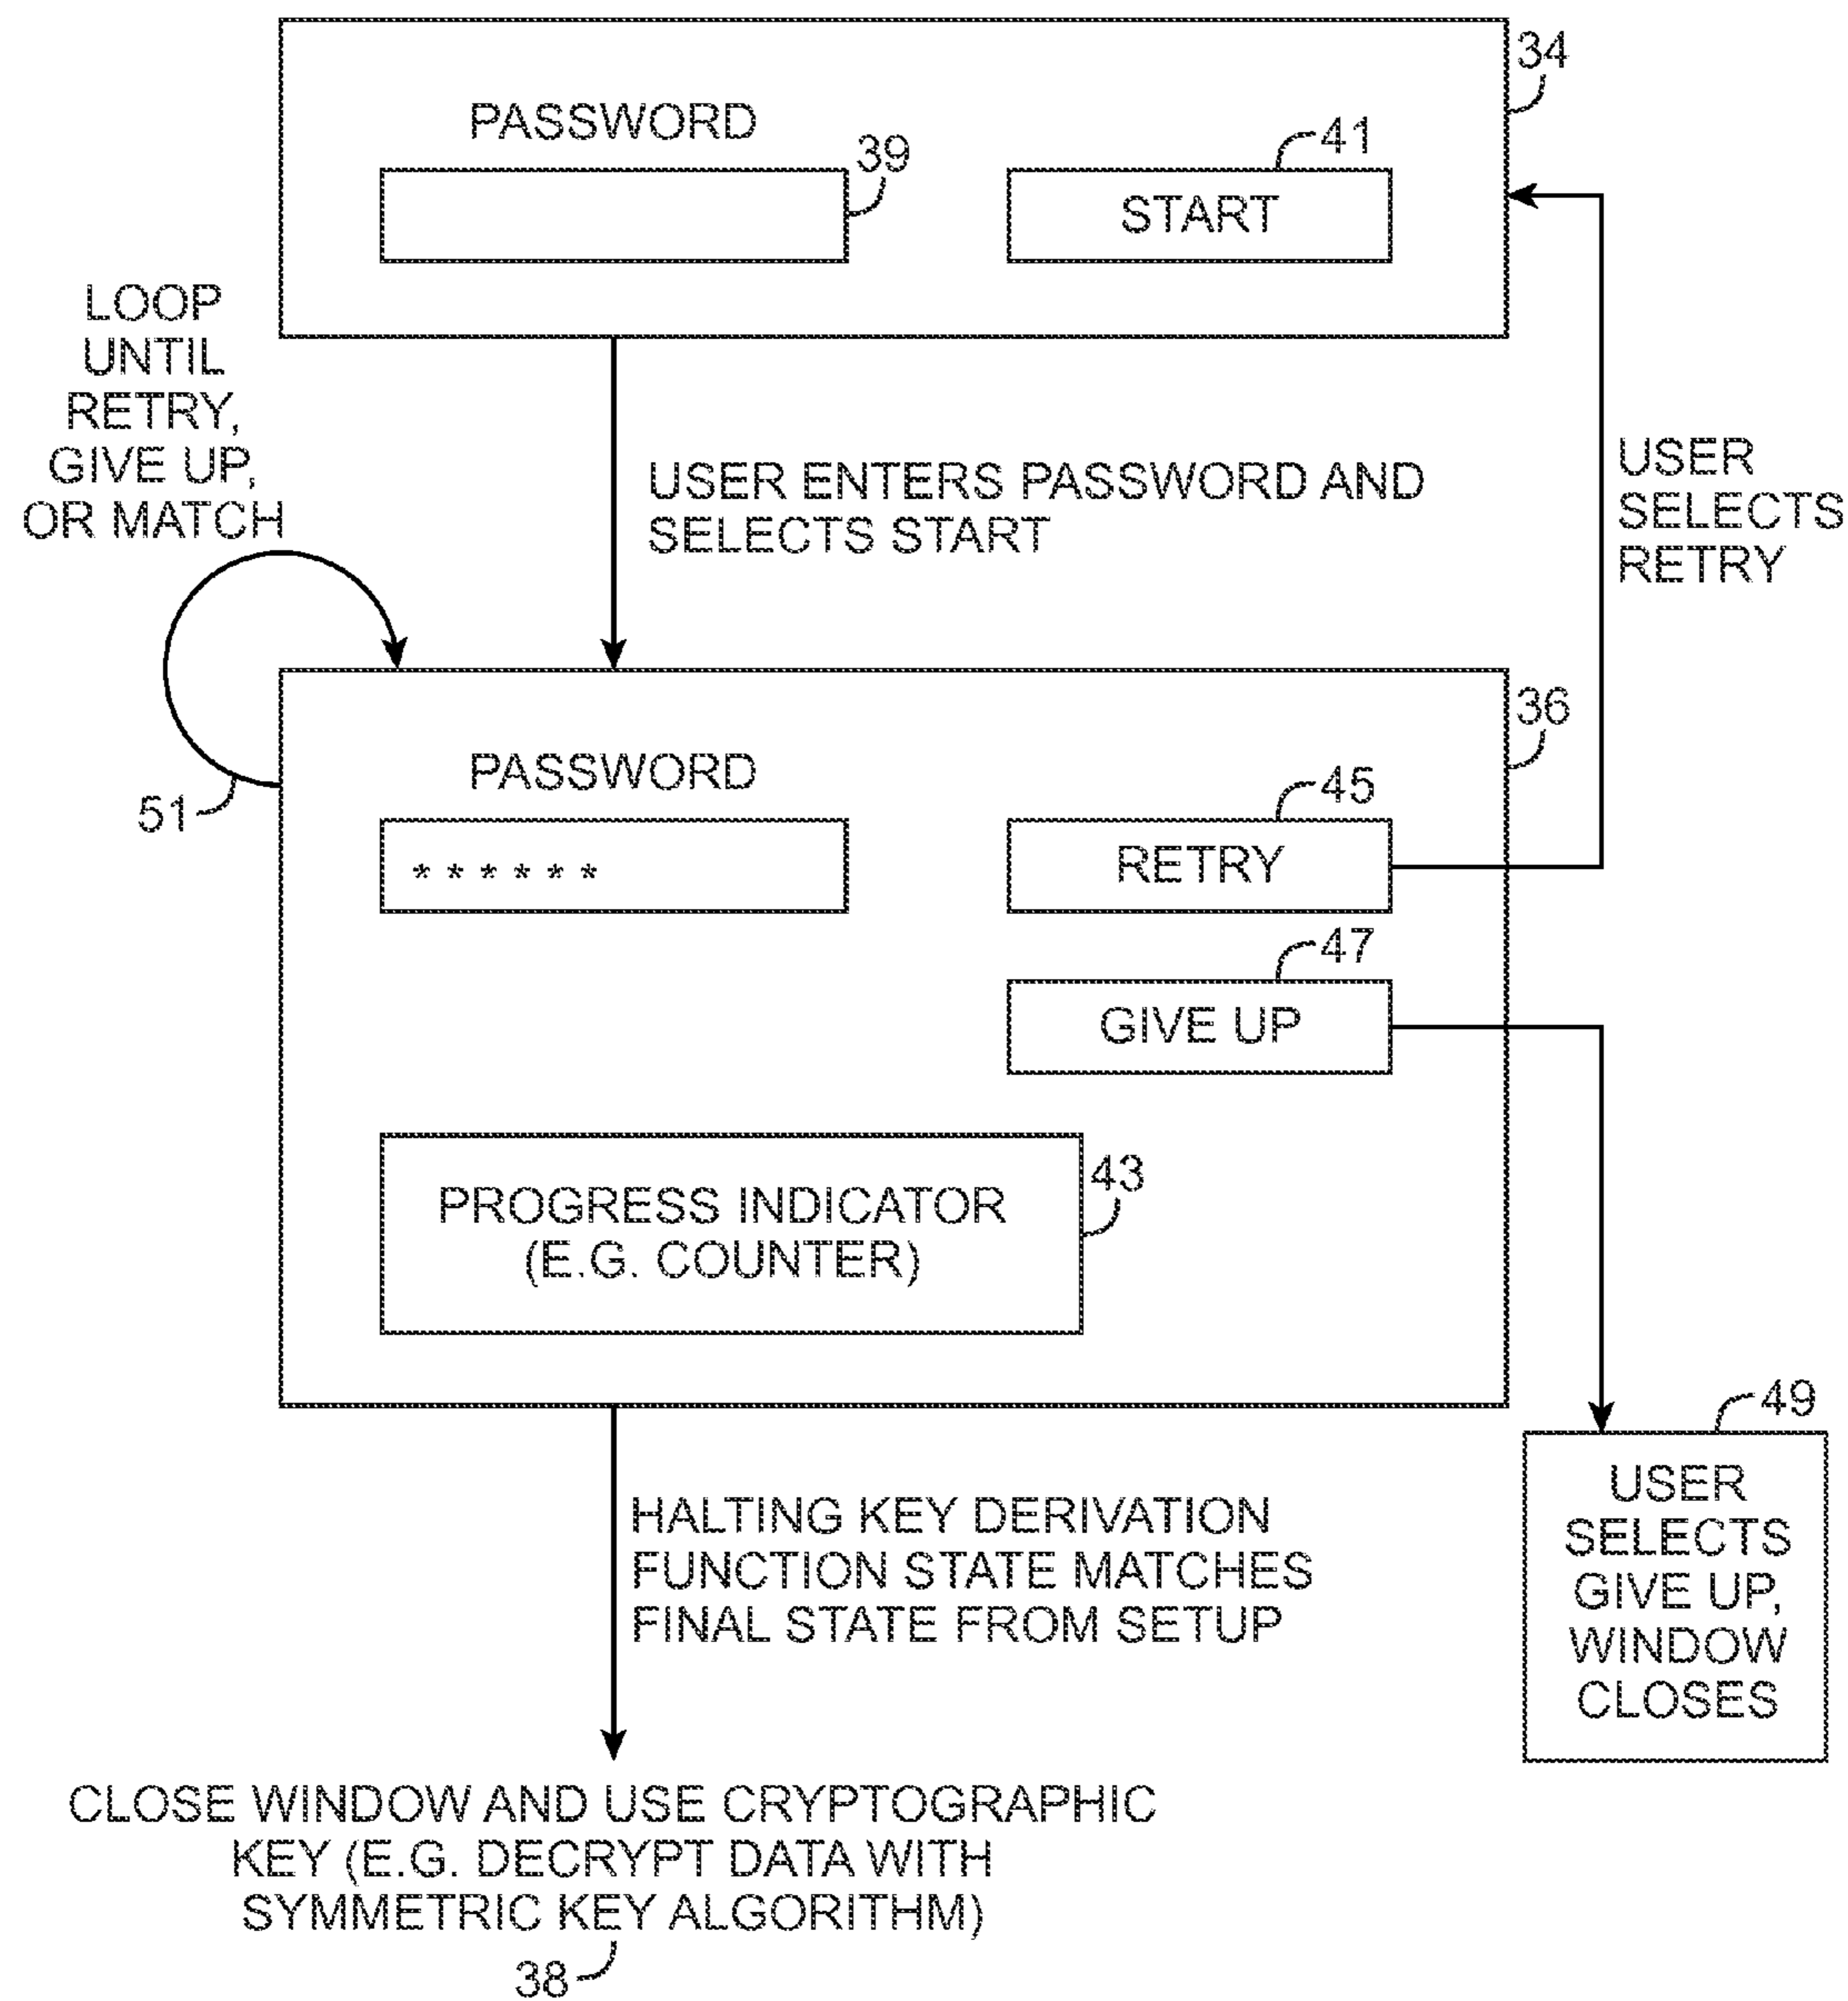 34
PASSWORD
39
41
START
LOOP
UNTIL
RETRY,
GIVE UP,
OR MATCH
USER ENTERS PASSWORD AND
SELECTS START
USER
SELECTS
RETRY
36
PASSWORD
51
45
******
RETRY
47
GIVE UP
43
PROGRESS INDICATOR
(E.G. COUNTER)
49
USER
SELECTS
GIVE UP,
WINDOW
CLOSES
HALTING KEY DERIVATION
FUNCTION STATE MATCHES
FINAL STATE FROM SETUP
CLOSE WINDOW AND USE CRYPTOGRAPHIC
KEY (E.G. DECRYPT DATA WITH
SYMMETRIC KEY ALGORITHM)
38